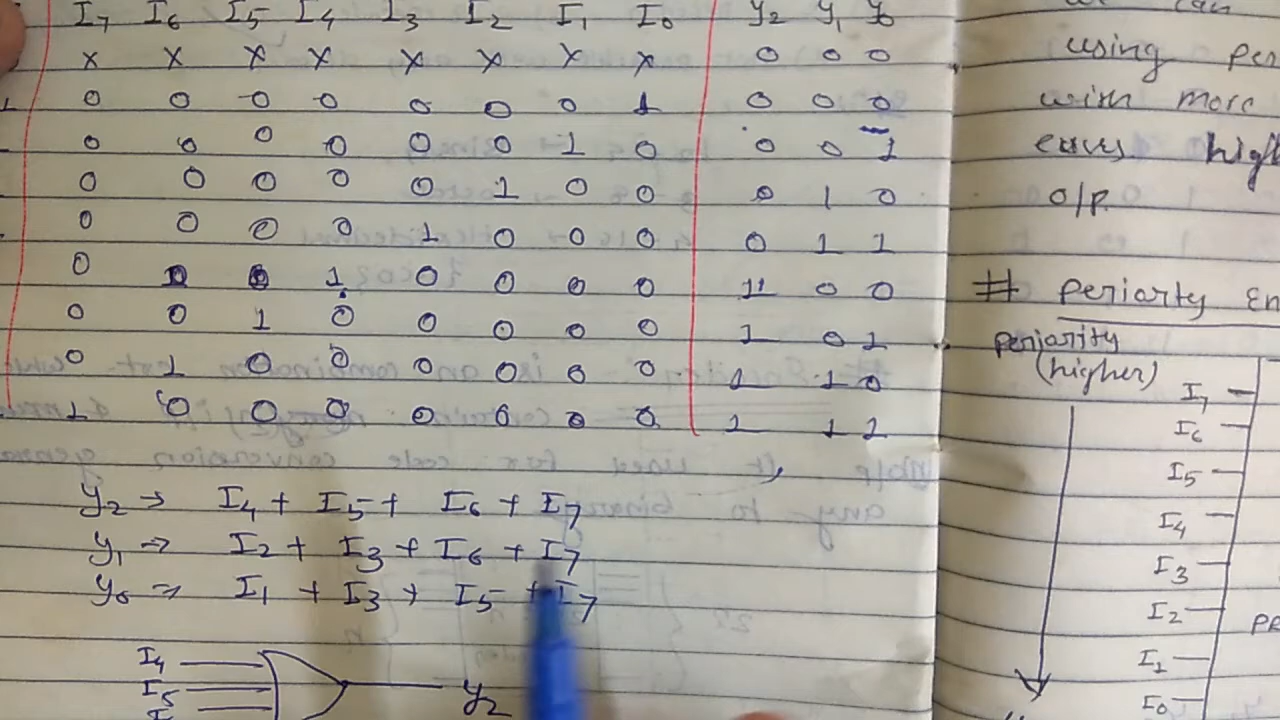 I7 I6 I5 I4 I3 I2 I1 I0 y2 y1 y0
x x x x x x x x 0 0 0
0 0 0 0 0 0 0 1 0 0 0
0 0 0 0 0 0 1 0 0 0 1
0 0 0 0 0 1 0 0 0 1 0
0 0 0 0 1 0 0 0 0 1 1
0 0 0 1 0 0 0 0 1 0 0
0 0 1 0 0 0 0 0 1 0 1
0 1 0 0 0 0 0 0 1 1 0
1 0 0 0 0 0 0 0 1 1 1
y2 → I4 + I5 + I6 + I7
y1 → I2 + I3 + I6 + I7
y0 → I1 + I3 + I5 + I7
I4
I5
y2
can
using per
with more
high
O/P.
# periarty En
periarity
(higher)
I7
I6
I5
I4
I3
I2
I1
I0
PR